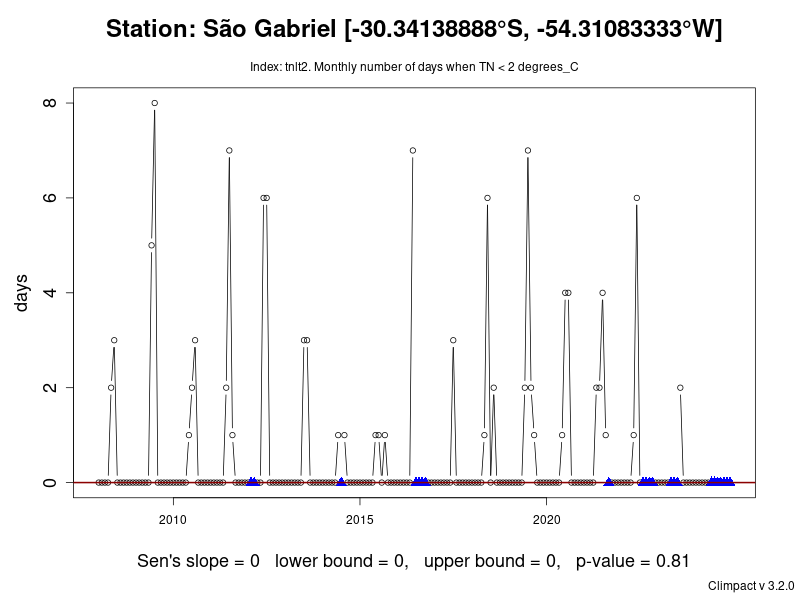 Station: São Gabriel [-30.34138888°S, -54.31083333°W]
Index: tnlt2. Monthly number of days when TN < 2 degrees_C
8
6
4
2
0
days
2010 2015 2020
Sen's slope = 0 lower bound = 0, upper bound = 0, p-value = 0.81
Climpact v 3.2.0